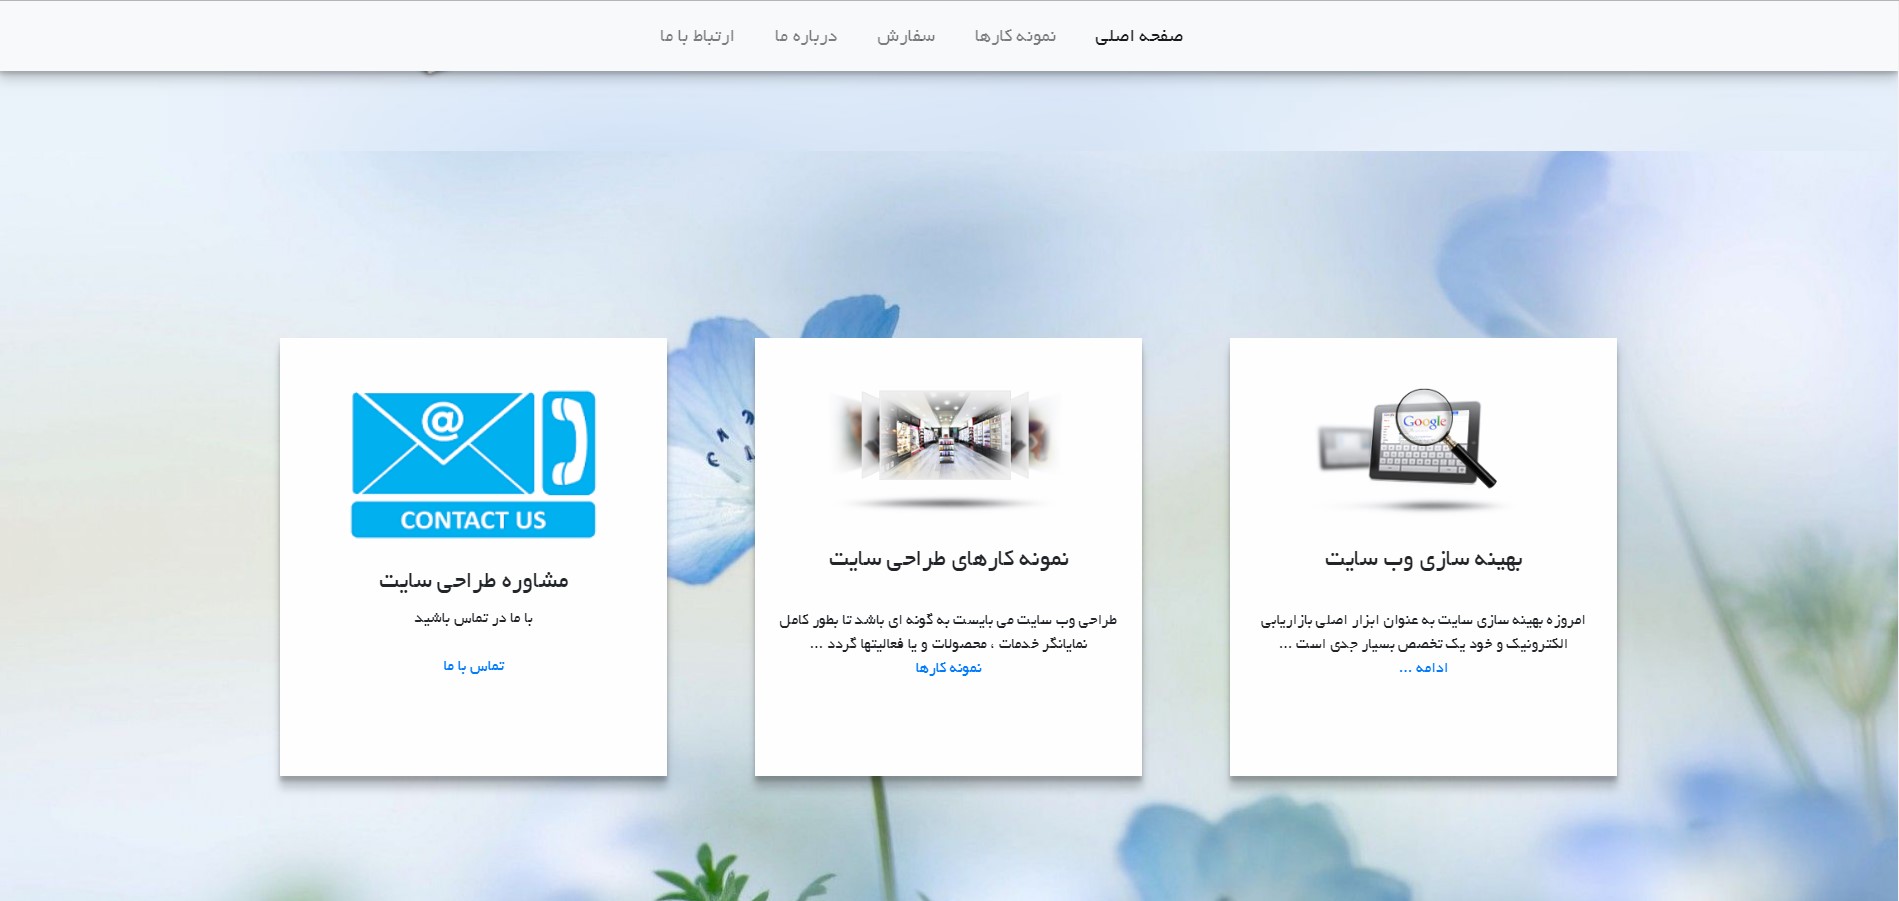 صفحه اصلی
نمونه کارها
سفارش
درباره ما
ارتباط با ما
Google
بهینه سازی وب سایت
امروزه بهینه سازی سایت به عنوان ابزار اصلی بازاریابی
الکترونیک و خود یک تخصص بسیار جدی است ...
ادامه ...
نمونه کارهای طراحی سایت
طراحی وب سایت می بایست به گونه ای باشد تا بطور کامل
نمایانگر خدمات ، محصولات و یا فعالیتها گردد ...
نمونه کارها
@
CONTACT US
مشاوره طراحی سایت
با ما در تماس باشید
تماس با ما